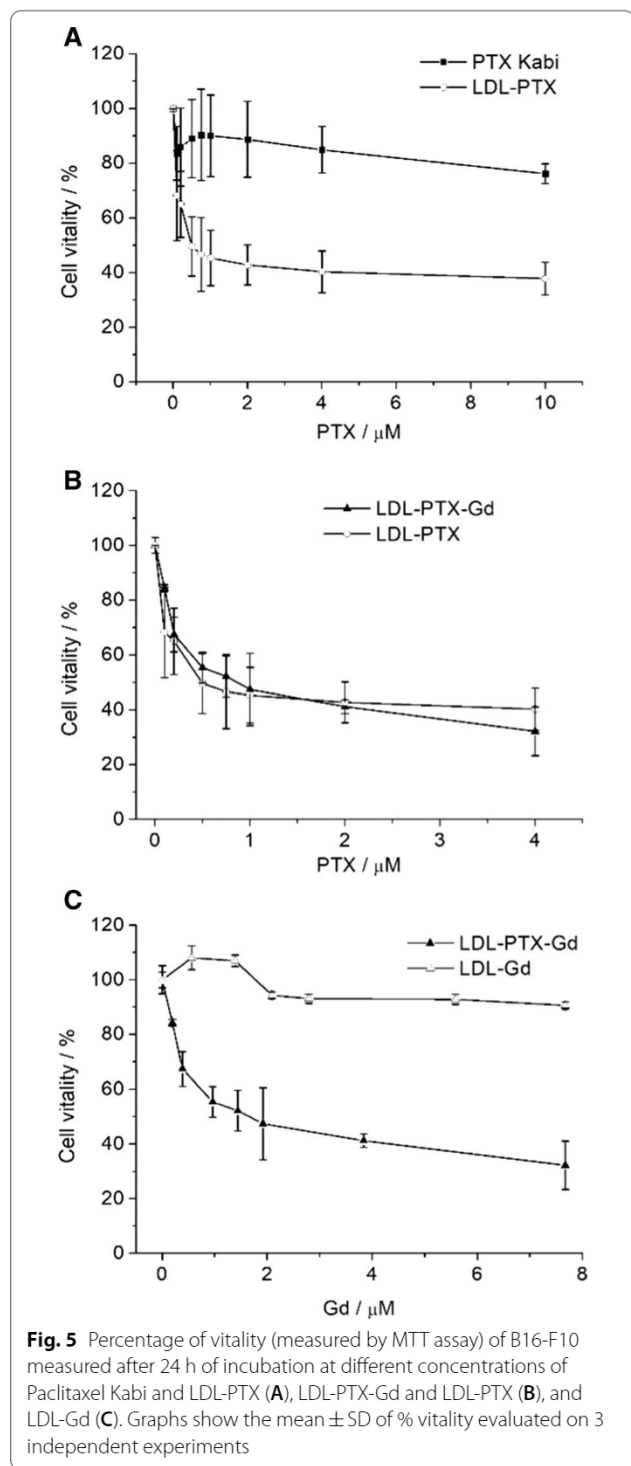 A
120
100
80
60
40
20
0
Cell vitality / %
PTX Kabi
LDL-PTX
0 2 4 6 8 10
PTX / μM
B
120
100
80
60
40
20
0
Cell vitality / %
LDL-PTX-Gd
LDL-PTX
0 1 2 3 4
PTX / μM
C
120
100
80
60
40
20
0
Cell vitality / %
LDL-PTX-Gd
LDL-Gd
0 2 4 6 8
Gd / μM
Fig. 5 Percentage of vitality (measured by MTT assay) of B16-F10
measured after 24 h of incubation at different concentrations of
Paclitaxel Kabi and LDL-PTX (A), LDL-PTX-Gd and LDL-PTX (B), and
LDL-Gd (C). Graphs show the mean ± SD of % vitality evaluated on 3
independent experiments